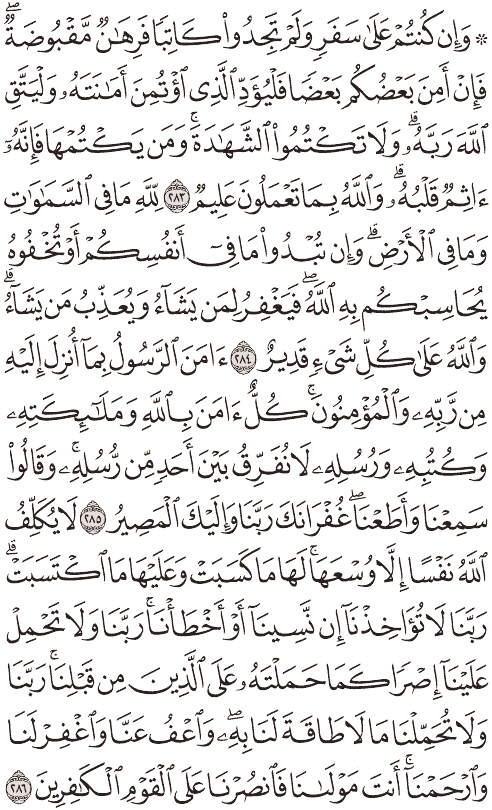 ۞ وَإِن كُنتُمْ عَلَىٰ سَفَرٍ وَلَمْ تَجِدُوا۟ كَاتِبًا فَرِهَـٰنٌ مَّقْبُوضَةٌ ۖ
فَإِنْ أَمِنَ بَعْضُكُم بَعْضًا فَلْيُؤَدِّ ٱلَّذِى ٱؤْتُمِنَ أَمَـٰنَتَهُۥ وَلْيَتَّقِ
ٱللَّهَ رَبَّهُۥ ۗ وَلَا تَكْتُمُوا۟ ٱلشَّهَـٰدَةَ ۚ وَمَن يَكْتُمْهَا فَإِنَّهُۥٓ
ءَاثِمٌ قَلْبُهُۥ ۗ وَٱللَّهُ بِمَا تَعْمَلُونَ عَلِيمٌ ٢٨٣ لِّلَّهِ مَا فِى ٱلسَّمَـٰوَٰتِ
وَمَا فِى ٱلْأَرْضِ ۗ وَإِن تُبْدُوا۟ مَا فِىٓ أَنفُسِكُمْ أَوْ تُخْفُوهُ
يُحَاسِبْكُم بِهِ ٱللَّهُ ۖ فَيَغْفِرُ لِمَن يَشَآءُ وَيُعَذِّبُ مَن يَشَآءُ ۗ
وَٱللَّهُ عَلَىٰ كُلِّ شَىْءٍ قَدِيرٌ ٢٨٤ ءَامَنَ ٱلرَّسُولُ بِمَآ أُنزِلَ إِلَيْهِ
مِن رَّبِّهِۦ وَٱلْمُؤْمِنُونَ ۚ كُلٌّ ءَامَنَ بِٱللَّهِ وَمَلَـٰٓئِكَتِهِۦ
وَكُتُبِهِۦ وَرُسُلِهِۦ لَا نُفَرِّقُ بَيْنَ أَحَدٍ مِّن رُّسُلِهِۦ ۚ وَقَالُوا۟
سَمِعْنَا وَأَطَعْنَا ۖ غُفْرَانَكَ رَبَّنَا وَإِلَيْكَ ٱلْمَصِيرُ ٢٨٥ لَا يُكَلِّفُ
ٱللَّهُ نَفْسًا إِلَّا وُسْعَهَا ۚ لَهَا مَا كَسَبَتْ وَعَلَيْهَا مَا ٱكْتَسَبَتْ ۗ
رَبَّنَا لَا تُؤَاخِذْنَآ إِن نَّسِينَآ أَوْ أَخْطَأْنَا ۚ رَبَّنَا وَلَا تَحْمِلْ
عَلَيْنَآ إِصْرًا كَمَا حَمَلْتَهُۥ عَلَى ٱلَّذِينَ مِن قَبْلِنَا ۚ رَبَّنَا
وَلَا تُحَمِّلْنَا مَا لَا طَاقَةَ لَنَا بِهِۦ ۖ وَٱعْفُ عَنَّا وَٱغْفِرْ لَنَا
وَٱرْحَمْنَآ ۚ أَنتَ مَوْلَىٰنَا فَٱنصُرْنَا عَلَى ٱلْقَوْمِ ٱلْكَـٰفِرِينَ ٢٨٦